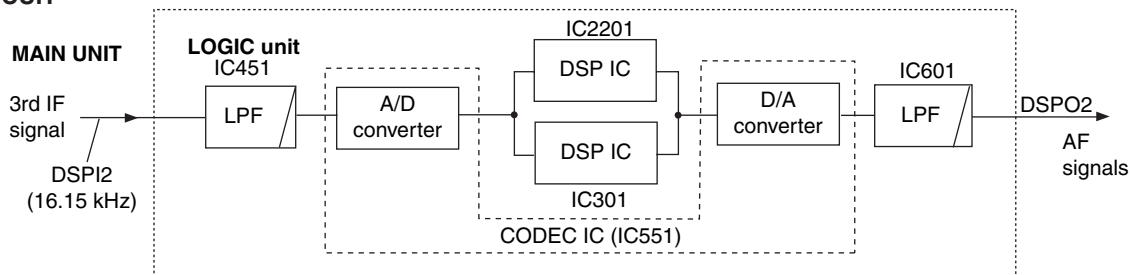 MAIN UNIT
LOGIC unit
IC451
LPF
3rd IF
signal
DSPI2
(16.15 kHz)
A/D
converter
IC2201
DSP IC
DSP IC
IC301
D/A
converter
CODEC IC (IC551)
IC601
LPF
DSPO2
AF
signals